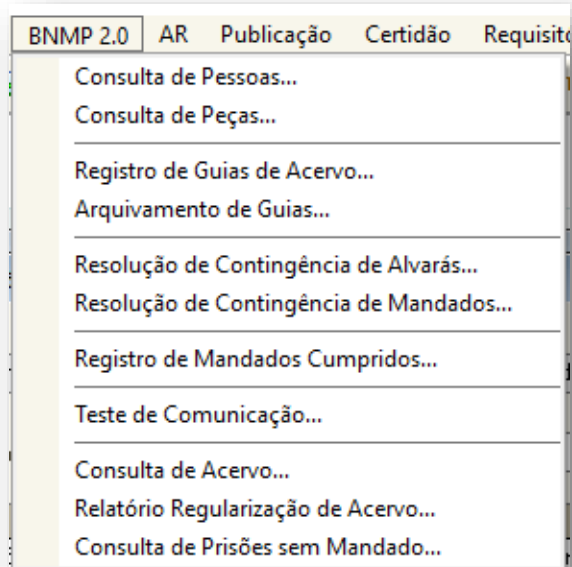 BNMP 2.0 AR Publicação Certidão
Consulta de Pessoas...
Consulta de Peças...
Registro de Guias de Acervo...
Arquivamento de Guias...
Resolução de Contingência de Alvarás...
Resolução de Contingência de Mandados...
Registro de Mandados Cumpridos...
Teste de Comunicação...
Consulta de Acervo...
Relatório Regularização de Acervo...
Consulta de Prisões sem Mandado...